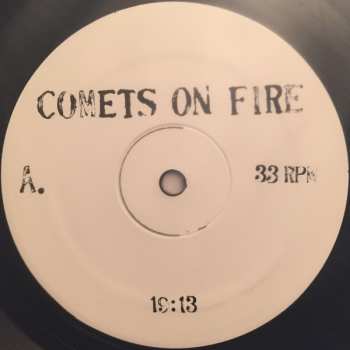 COMETS ON FIRE
A.
33 RPM
19:13